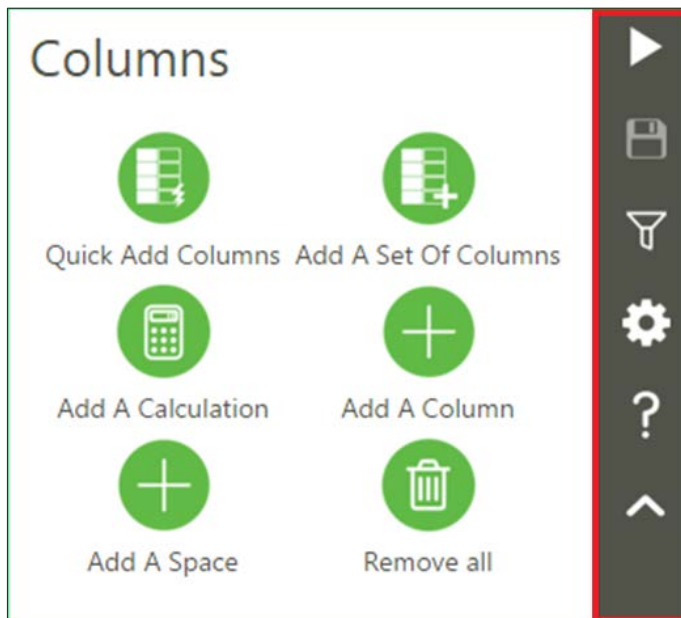 Columns
Quick Add Columns Add A Set Of Columns
Add A Calculation Add A Column
Add A Space Remove all